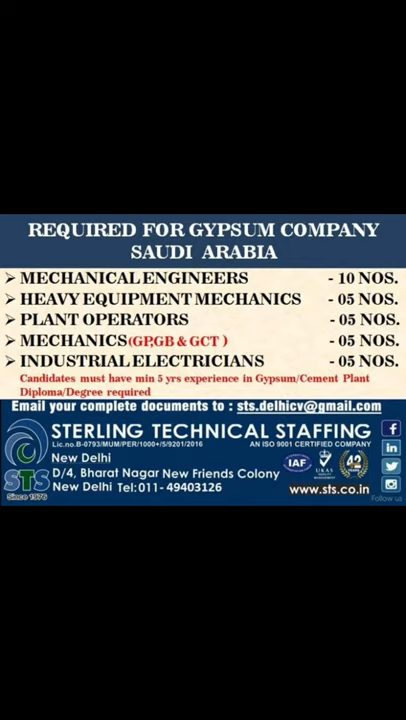 REQUIRED FOR GYPSUM COMPANY
SAUDI ARABIA
➢ MECHANICAL ENGINEERS - 10 NOS.
➢ HEAVY EQUIPMENT MECHANICS - 05 NOS.
➢ PLANT OPERATORS - 05 NOS.
➢ MECHANICS(GP,GB & GCT ) - 05 NOS.
➢ INDUSTRIAL ELECTRICIANS - 05 NOS.
Candidates must have min 5 yrs experience in Gypsum/Cement Plant
Diploma/Degree required
Email your complete documents to : sts.delhicv@gmail.com
STERLING TECHNICAL STAFFING
Lic.no.B-0793/MUM/PER/1000+/5/9201/2016 AN ISO 9001 CERTIFIED COMPANY
New Delhi
D/4, Bharat Nagar New Friends Colony
New Delhi Tel:011- 49403126
STS
Since 1976
IAF
UKAS
42
www.sts.co.in
Follow us